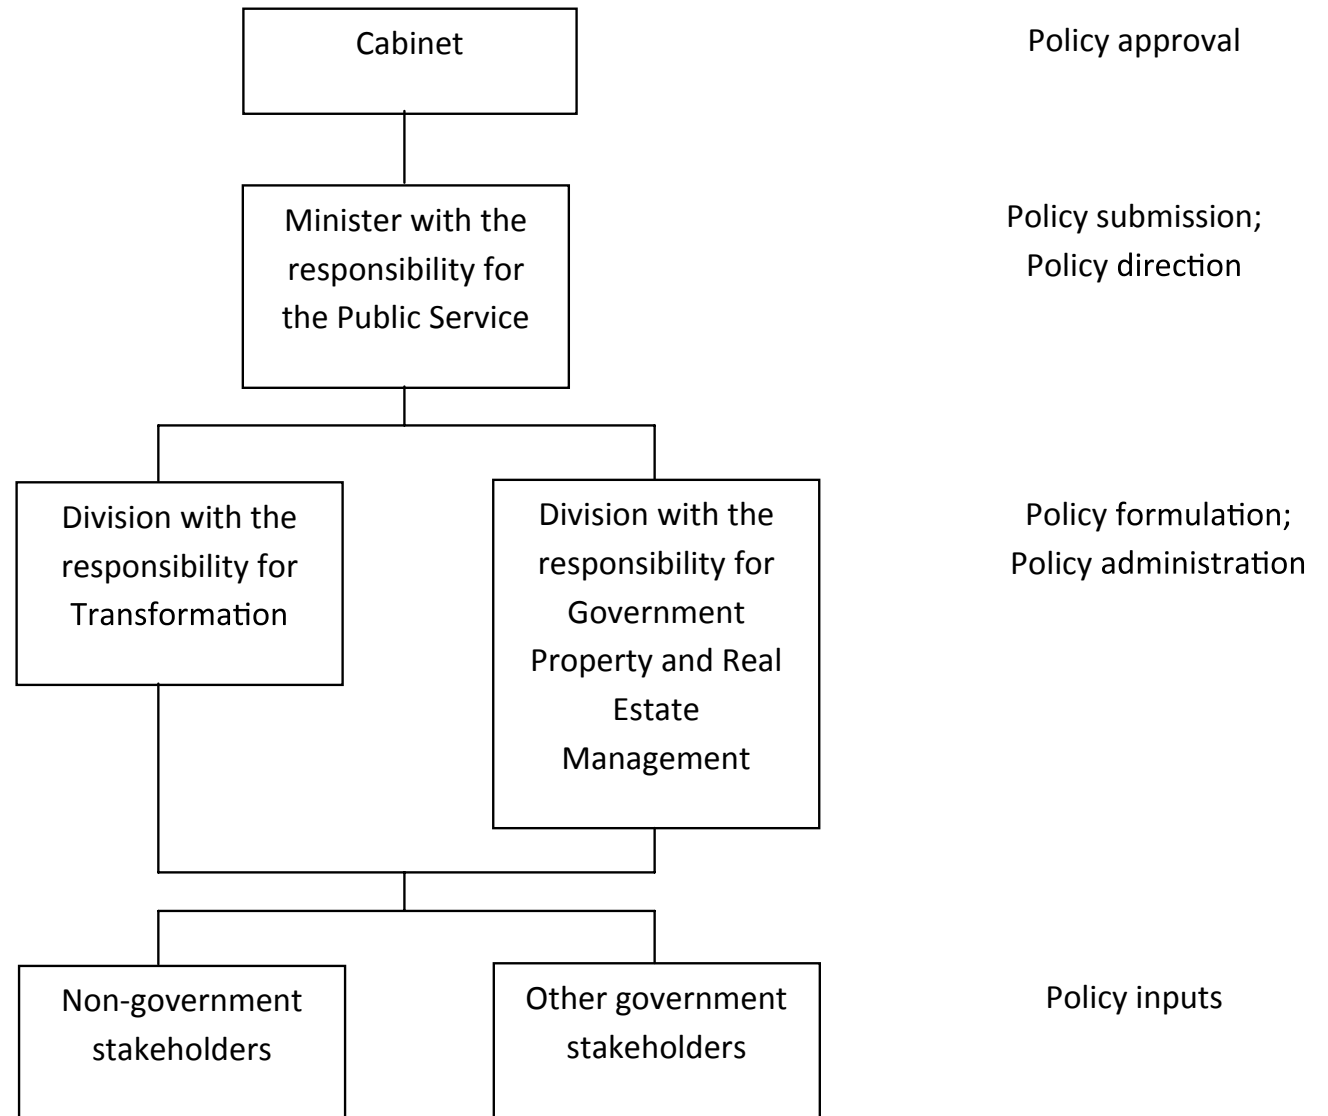 Cabinet
Policy approval
Minister with the
responsibility for
the Public Service
Policy submission;
Policy direction
Division with the
responsibility for
Transformation
Division with the
responsibility for
Government
Property and Real
Estate
Management
Policy formulation;
Policy administration
Non-government
stakeholders
Other government
stakeholders
Policy inputs